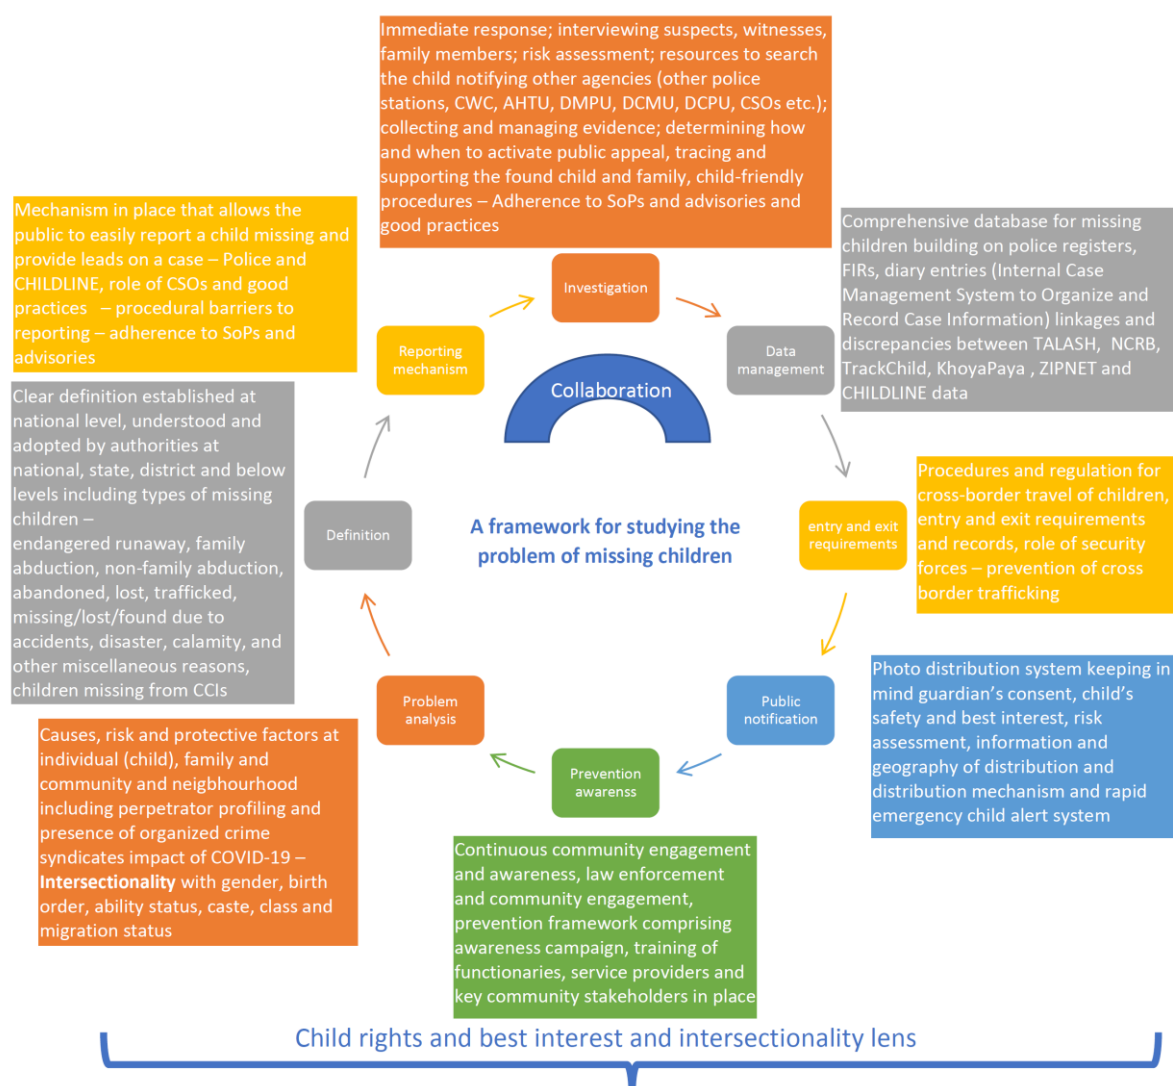 Immediate response; interviewing suspects, witnesses,
family members; risk assessment; resources to search
the child notifying other agencies (other police
stations, CWC, AHTU, DMPU, DCMU, DCPU, CSOs etc.);
collecting and managing evidence; determining how
and when to activate public appeal, tracing and
supporting the found child and family, child-friendly
procedures – Adherence to SoPs and advisories and
good practices
Mechanism in place that allows the
public to easily report a child missing and
provide leads on a case – Police and
CHILDLINE, role of CSOs and good
practices – procedural barriers to
reporting – adherence to SoPs and
advisories
Comprehensive database for missing
children building on police registers,
FIRs, diary entries (Internal Case
Management System to Organize and
Record Case Information) linkages and
discrepancies between TALASH, NCRB,
TrackChild, KhoyaPaya , ZIPNET and
CHILDLINE data
Investigation
Reporting
mechanism
Data
management
Collaboration
Clear definition established at
national level, understood and
adopted by authorities at
national, state, district and below
levels including types of missing
children –
endangered runaway, family
abduction, non-family abduction,
abandoned, lost, trafficked,
missing/lost/found due to
accidents, disaster, calamity, and
other miscellaneous reasons,
children missing from CCIs
Definition
A framework for studying the
problem of missing children
entry and exit
requirements
Procedures and regulation for
cross-border travel of children,
entry and exit requirements
and records, role of security
forces – prevention of cross
border trafficking
Problem
analysis
Public
notification
Photo distribution system keeping in
mind guardian's consent, child's
safety and best interest, risk
assessment, information and
geography of distribution and
distribution mechanism and rapid
emergency child alert system
Causes, risk and protective factors at
individual (child), family and
community and neighbourhood
including perpetrator profiling and
presence of organized crime
syndicates impact of COVID-19 –
Intersectionality with gender, birth
order, ability status, caste, class and
migration status
Prevention
awarenss
Continuous community engagement
and awareness, law enforcement
and community engagement,
prevention framework comprising
awareness campaign, training of
functionaries, service providers and
key community stakeholders in place
Child rights and best interest and intersectionality lens